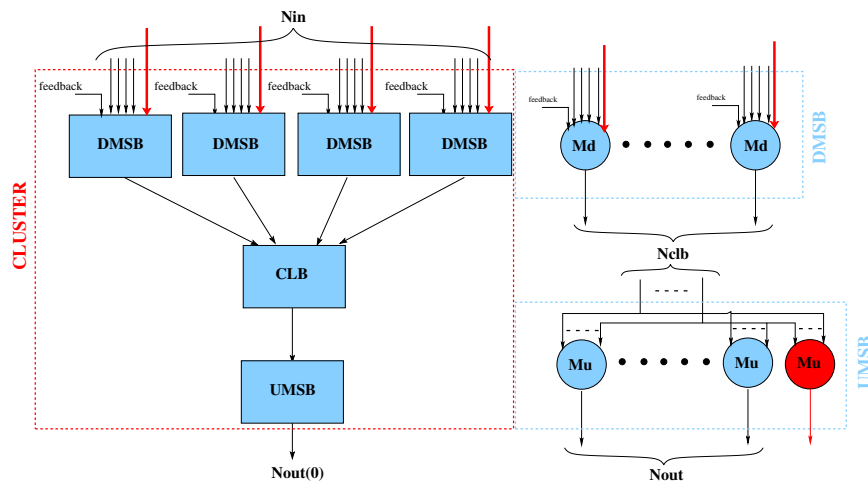 Nin
feedback
feedback
feedback
feedback
DMSB
DMSB
DMSB
DMSB
CLB
UMSB
Nout(0)
CLUSTER
feedback
feedback
Md
Md
DMSB
Nclb
Mu
Mu
Mu
UMSB
Nout